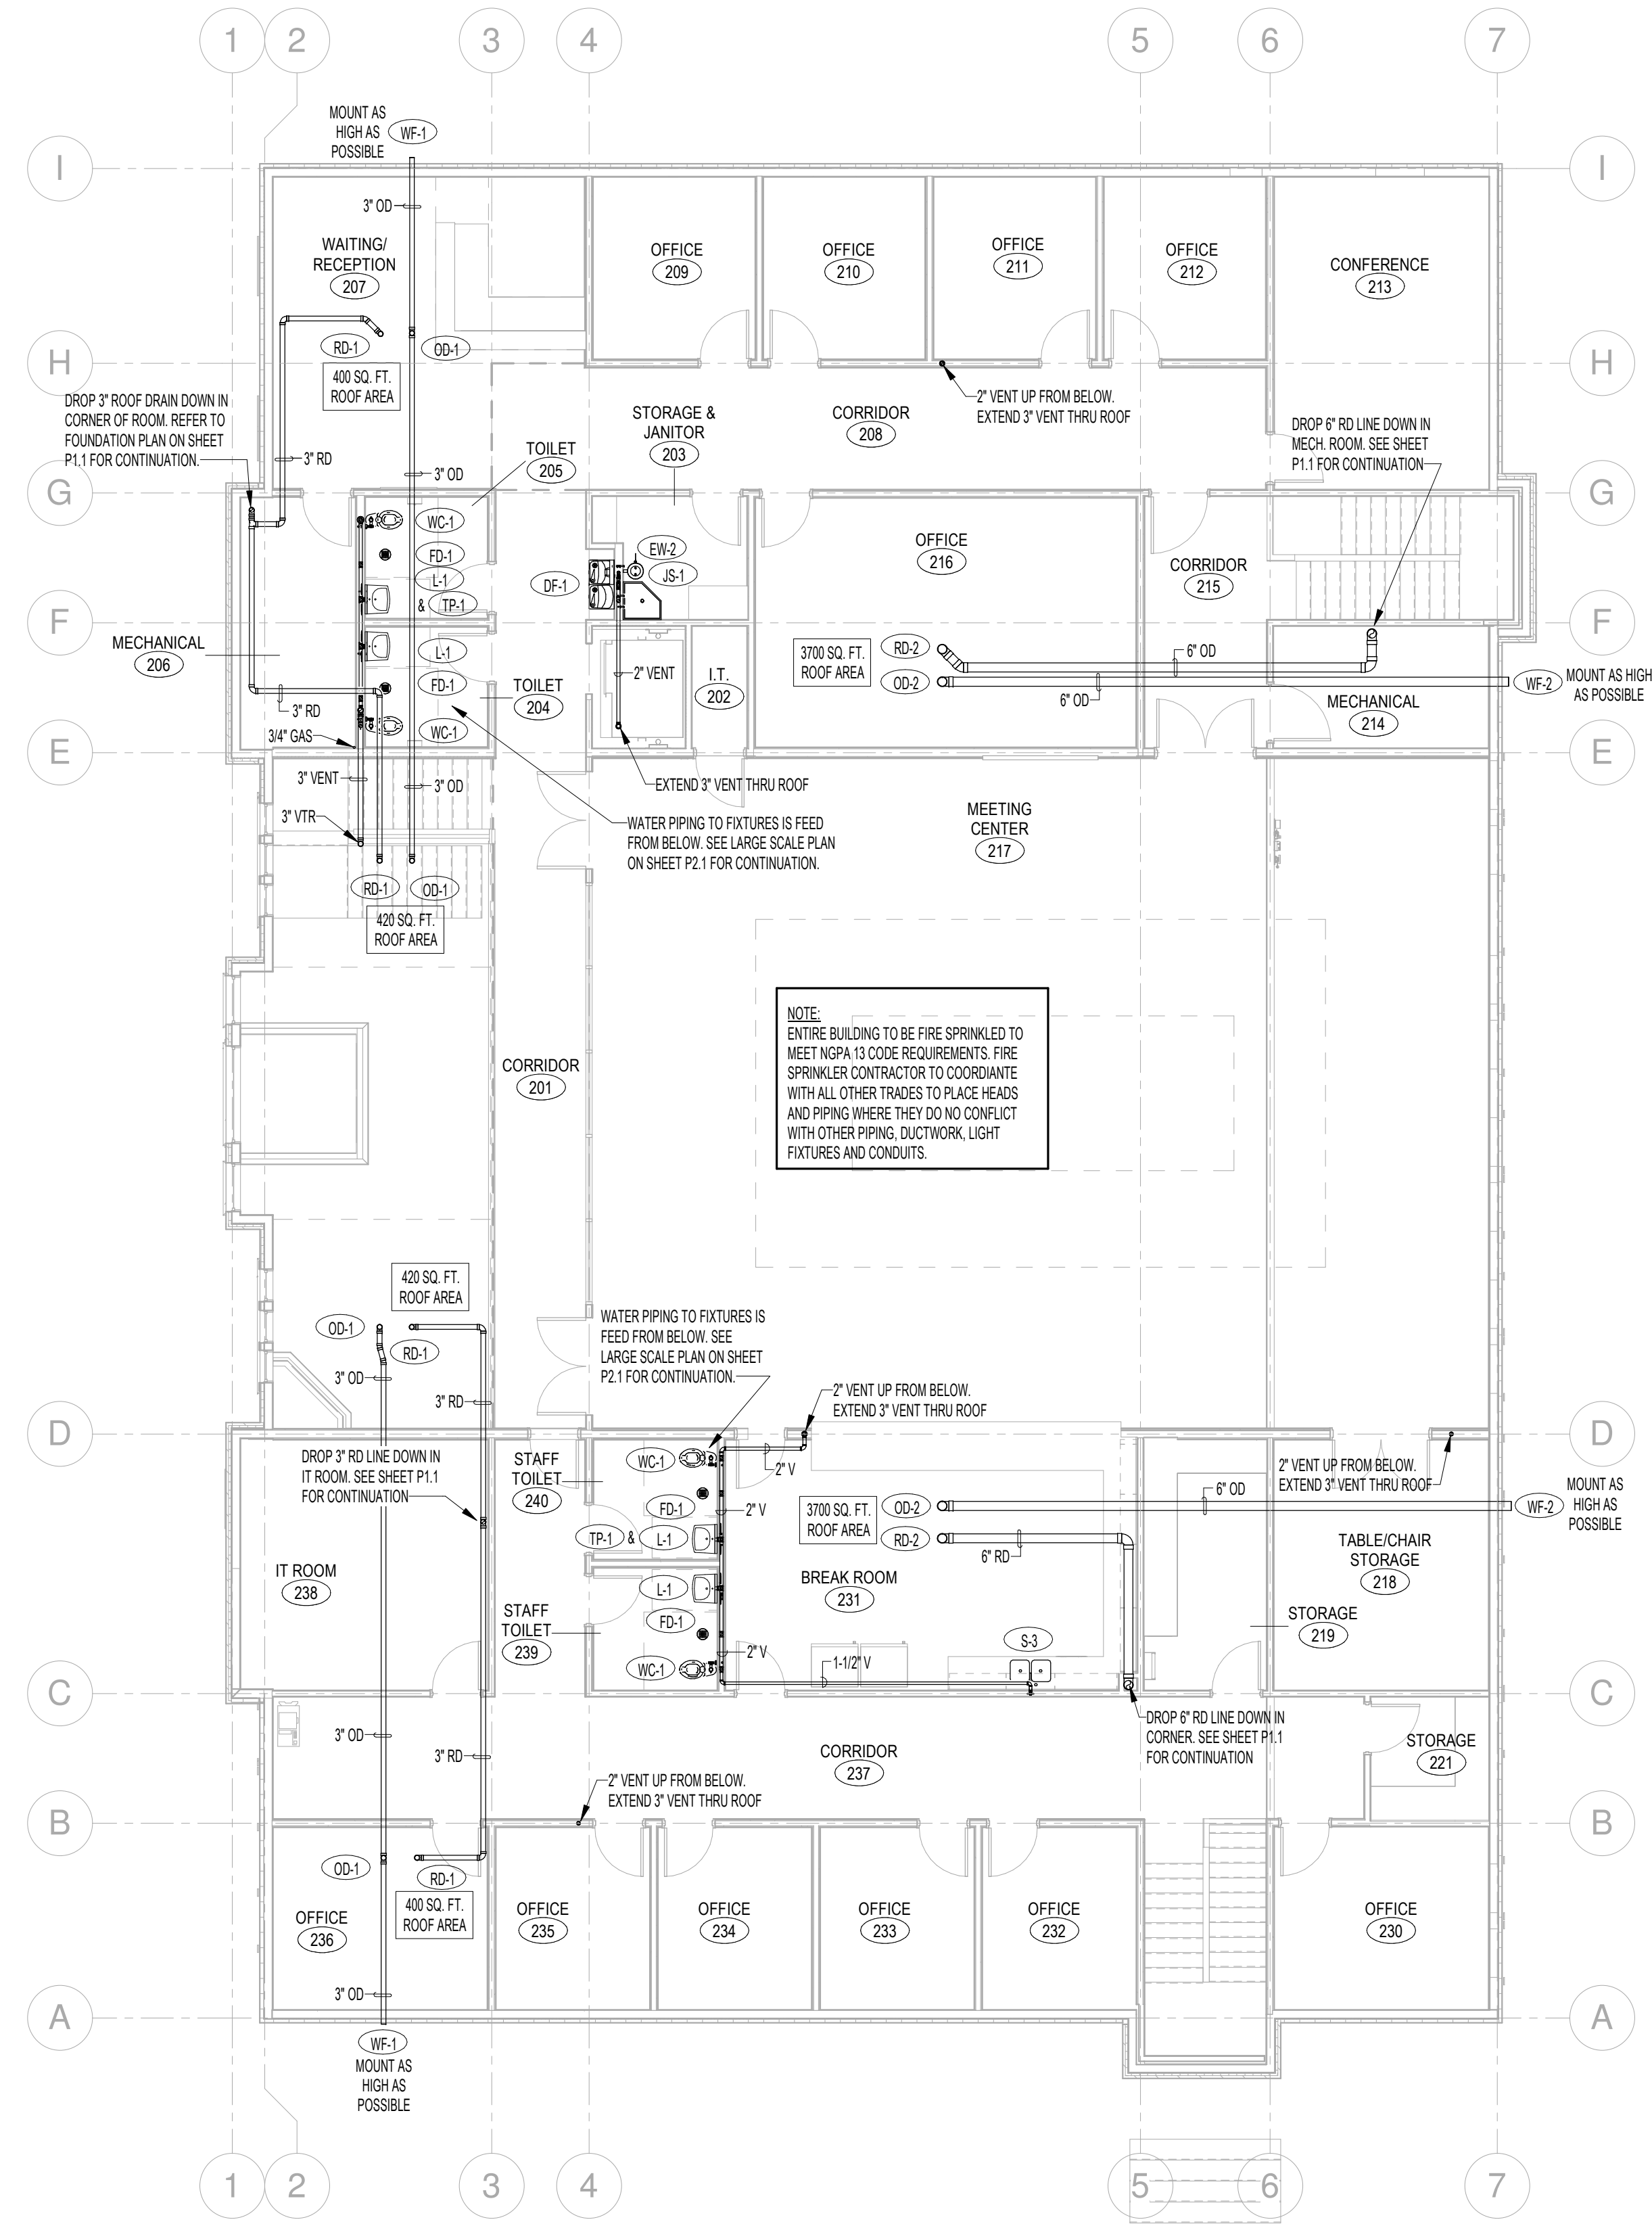 1 2 3 4 5 6 7
MOUNT AS
HIGH AS
POSSIBLE
WF-1
I
I
3" OD
WAITING/
RECEPTION
207
OFFICE
209
OFFICE
210
OFFICE
211
OFFICE
212
CONFERENCE
213
RD-1
OD-1
H
H
400 SQ. FT.
ROOF AREA
DROP 3" ROOF DRAIN DOWN IN
CORNER OF ROOM. REFER TO
FOUNDATION PLAN ON SHEET
P1.1 FOR CONTINUATION.
3" RD
3" OD
TOILET
205
STORAGE &
JANITOR
203
CORRIDOR
208
2" VENT UP FROM BELOW.
EXTEND 3" VENT THRU ROOF
DROP 6" RD LINE DOWN IN
MECH. ROOM. SEE SHEET
P1.1 FOR CONTINUATION
G
G
WC-1
FD-1
L-1
& TP-1
DF-1
EW-2
JS-1
OFFICE
216
CORRIDOR
215
F
F
MECHANICAL
206
L-1
FD-1
WC-1
TOILET
204
2" VENT
I.T.
202
3700 SQ. FT.
ROOF AREA
RD-2
OD-2
6" OD
6" OD
MECHANICAL
214
WF-2
MOUNT AS HIGH
AS POSSIBLE
3" RD
3/4" GAS
E
E
3" VENT
3" OD
3" VTR
EXTEND 3" VENT THRU ROOF
WATER PIPING TO FIXTURES IS FEED
FROM BELOW. SEE LARGE SCALE PLAN
ON SHEET P2.1 FOR CONTINUATION.
MEETING
CENTER
217
RD-1
OD-1
420 SQ. FT.
ROOF AREA
NOTE:
ENTIRE BUILDING TO BE FIRE SPRINKLED TO
MEET NGPA 13 CODE REQUIREMENTS. FIRE
SPRINKLER CONTRACTOR TO COORDIANTE
WITH ALL OTHER TRADES TO PLACE HEADS
AND PIPING WHERE THEY DO NO CONFLICT
WITH OTHER PIPING, DUCTWORK, LIGHT
FIXTURES AND CONDUITS.
CORRIDOR
201
420 SQ. FT.
ROOF AREA
OD-1
RD-1
3" OD
3" RD
WATER PIPING TO FIXTURES IS
FEED FROM BELOW. SEE
LARGE SCALE PLAN ON SHEET
P2.1 FOR CONTINUATION.
2" VENT UP FROM BELOW.
EXTEND 3" VENT THRU ROOF
D
D
DROP 3" RD LINE DOWN IN
IT ROOM. SEE SHEET P1.1
FOR CONTINUATION
STAFF
TOILET
240
WC-1
FD-1
TP-1 & L-1
2" V
2" V
3700 SQ. FT.
ROOF AREA
OD-2
RD-2
6" RD
6" OD
2" VENT UP FROM BELOW.
EXTEND 3" VENT THRU ROOF
WF-2
MOUNT AS
HIGH AS
POSSIBLE
IT ROOM
238
STAFF
TOILET
239
L-1
FD-1
WC-1
2" V
BREAK ROOM
231
1-1/2" V
S-3
TABLE/CHAIR
STORAGE
218
STORAGE
219
C
C
3" OD
3" RD
DROP 6" RD LINE DOWN IN
CORNER. SEE SHEET P1.1
FOR CONTINUATION
CORRIDOR
237
STORAGE
221
2" VENT UP FROM BELOW.
EXTEND 3" VENT THRU ROOF
B
B
OD-1
RD-1
400 SQ. FT.
ROOF AREA
OFFICE
236
OFFICE
235
OFFICE
234
OFFICE
233
OFFICE
232
OFFICE
230
3" OD
A
A
WF-1
MOUNT AS
HIGH AS
POSSIBLE
1 2 3 4 5 6 7